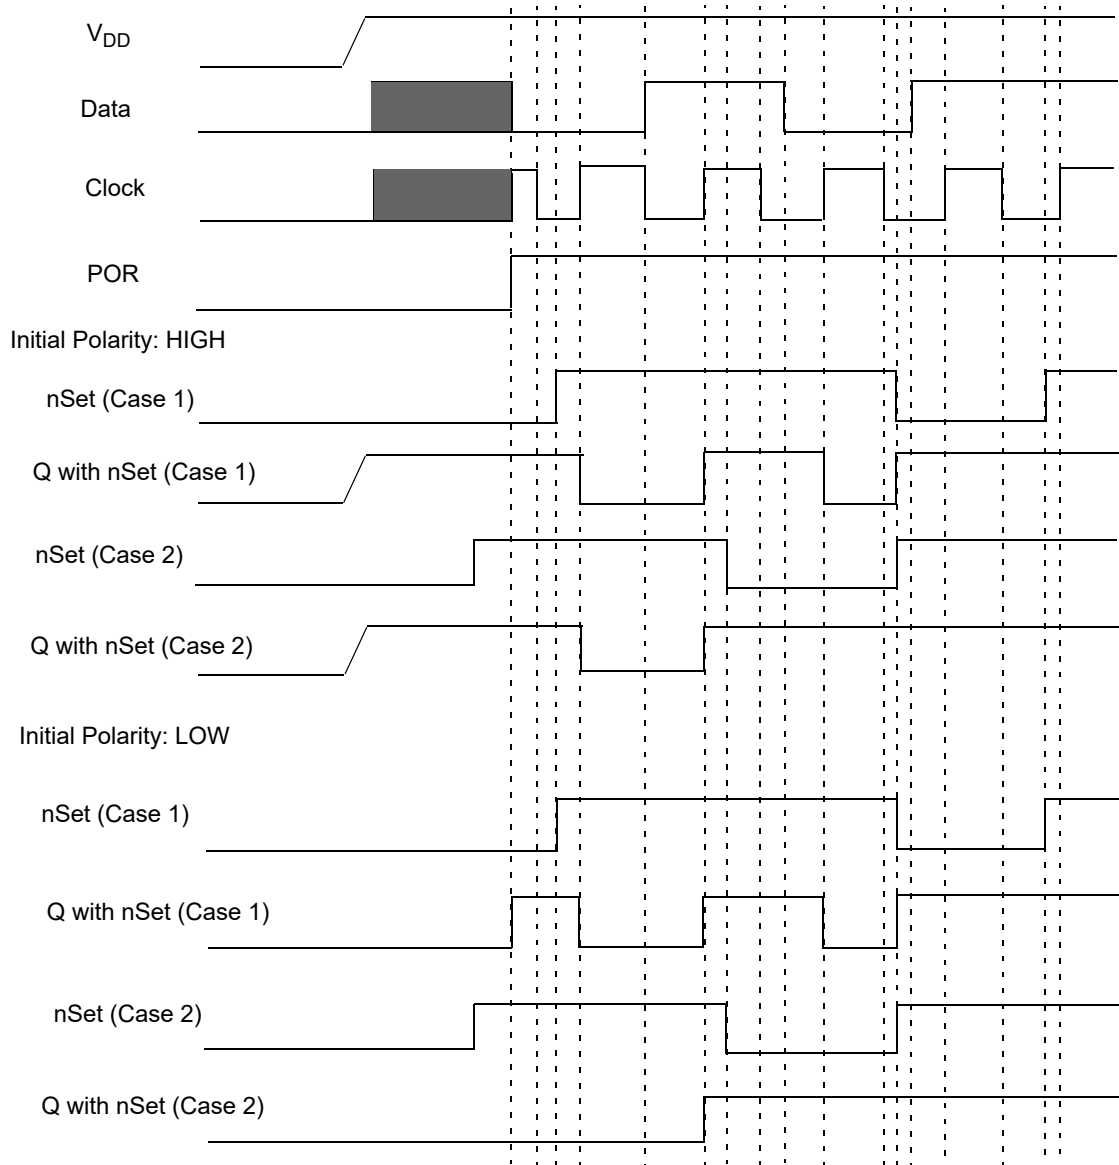 VDD
Data
Clock
POR
Initial Polarity: HIGH
nSet (Case 1)
Q with nSet (Case 1)
nSet (Case 2)
Q with nSet (Case 2)
Initial Polarity: LOW
nSet (Case 1)
Q with nSet (Case 1)
nSet (Case 2)
Q with nSet (Case 2)